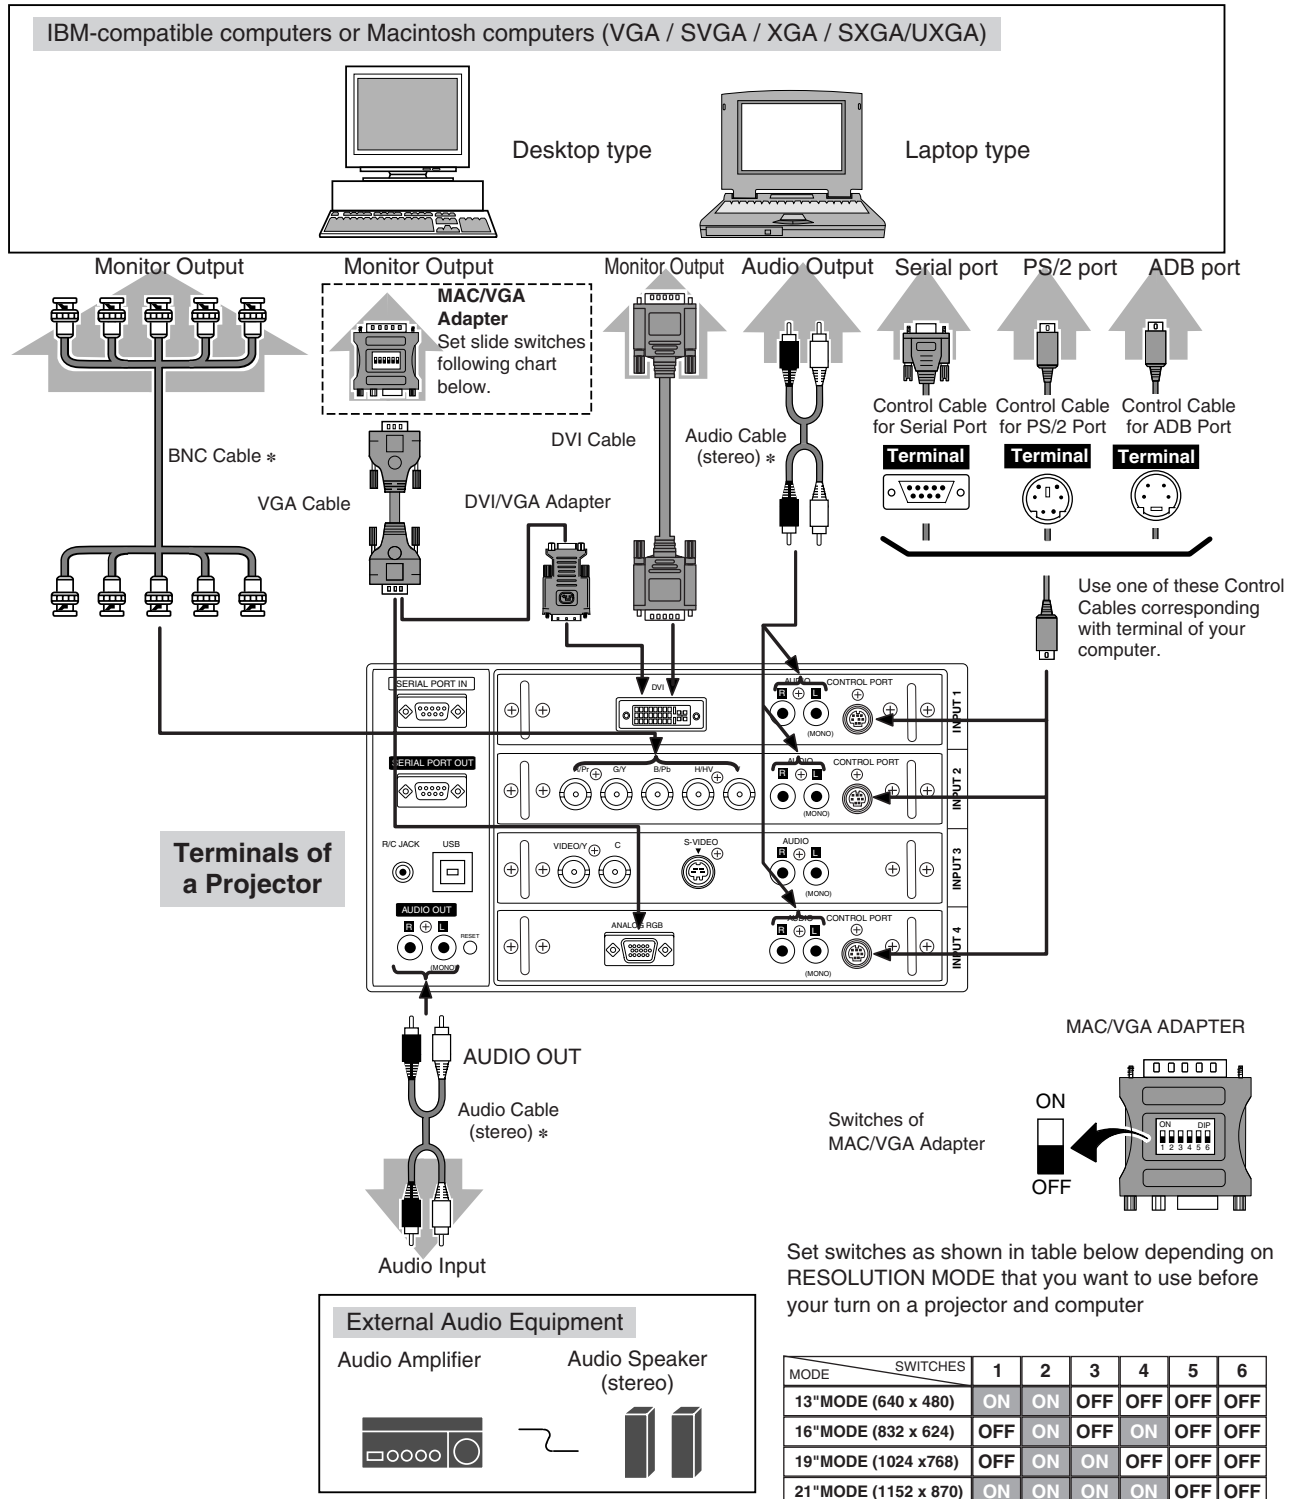 IBM-compatible computers or Macintosh computers (VGA / SVGA / XGA / SXGA/UXGA)
Desktop type
Laptop type
Monitor Output
Monitor Output
Monitor Output
Audio Output
Serial port
PS/2 port
ADB port
MAC/VGA
Adapter
Set slide switches
following chart
below.
BNC Cable *
VGA Cable
DVI/VGA Adapter
DVI Cable
Audio Cable
(stereo) *
Control Cable
for Serial Port
Control Cable
for PS/2 Port
Control Cable
for ADB Port
Terminal
Terminal
Terminal
Use one of these Control
Cables corresponding
with terminal of your
computer.
Terminals of
a Projector
SERIAL PORT IN
SERIAL PORT OUT
R/C JACK
USB
AUDIO OUT
R L
RESET
(MONO)
DVI
AUDIO
R L
(MONO)
CONTROL PORT
INPUT 1
/Pr G/Y B/Pb H/HV
AUDIO
R L
(MONO)
CONTROL PORT
INPUT 2
VIDEO/Y C
S-VIDEO
AUDIO
R L
(MONO)
INPUT 3
ANALOG RGB
AUDIO
R L
(MONO)
CONTROL PORT
INPUT 4
AUDIO OUT
Audio Cable
(stereo) *
Audio Input
External Audio Equipment
Audio Amplifier
Audio Speaker
(stereo)
MAC/VGA ADAPTER
Switches of
MAC/VGA Adapter
ON
OFF
ON DIP
1 2 3 4 5 6
Set switches as shown in table below depending on
RESOLUTION MODE that you want to use before
your turn on a projector and computer
MODE SWITCHES 1 2 3 4 5 6
13"MODE (640 x 480) ON ON OFF OFF OFF OFF
16"MODE (832 x 624) OFF ON OFF ON OFF OFF
19"MODE (1024 x768) OFF ON ON OFF OFF OFF
21"MODE (1152 x 870) ON ON ON ON OFF OFF